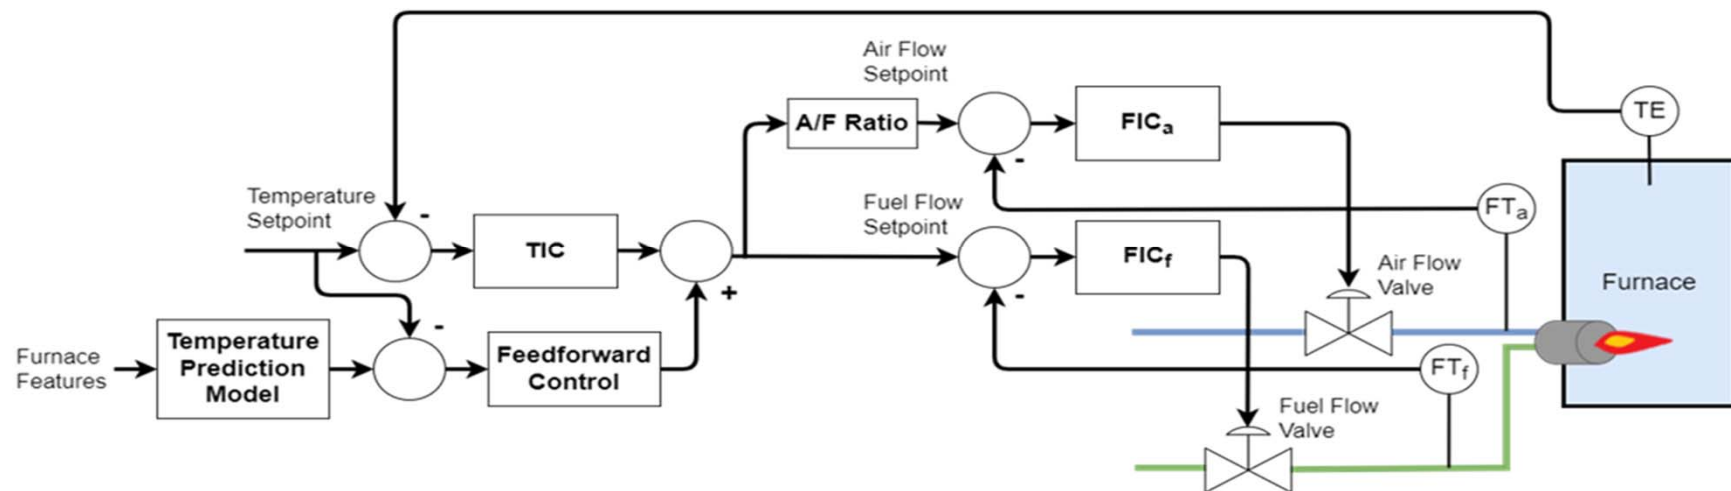 Air Flow
Setpoint
A/F Ratio
FICa
TE
Temperature
Setpoint
-
-
TIC
+
Fuel Flow
Setpoint
FICf
-
FTa
Air Flow
Valve
Furnace
Furnace
Features
Temperature
Prediction
Model
-
Feedforward
Control
FTf
Fuel Flow
Valve